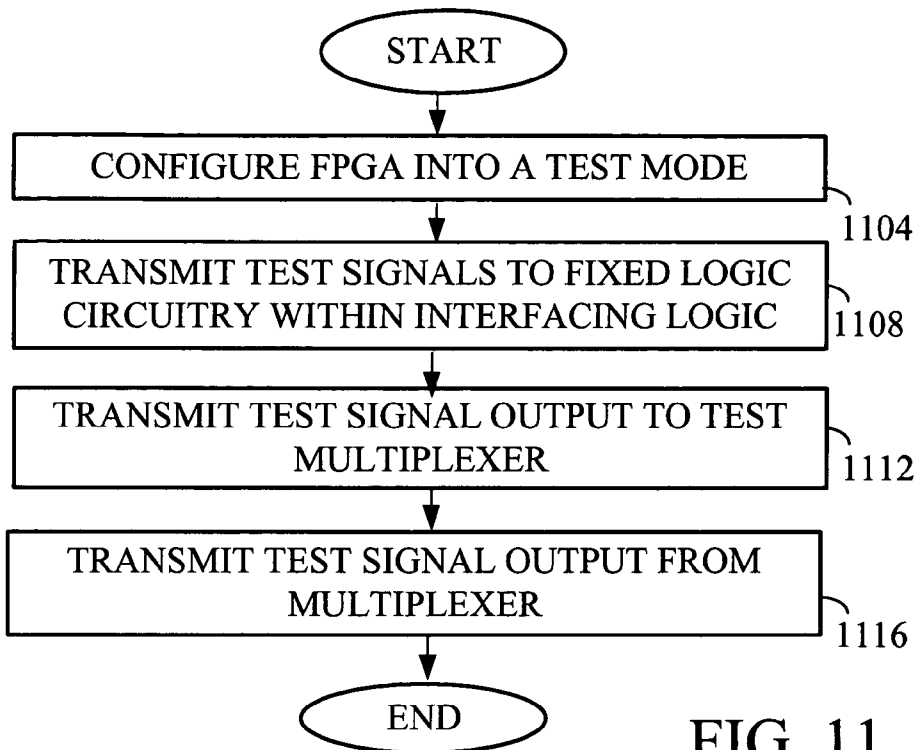 START
CONFIGURE FPGA INTO A TEST MODE
1104
TRANSMIT TEST SIGNALS TO FIXED LOGIC
CIRCUITRY WITHIN INTERFACING LOGIC
1108
TRANSMIT TEST SIGNAL OUTPUT TO TEST
MULTIPLEXER
1112
TRANSMIT TEST SIGNAL OUTPUT FROM
MULTIPLEXER
1116
END
FIG. 11